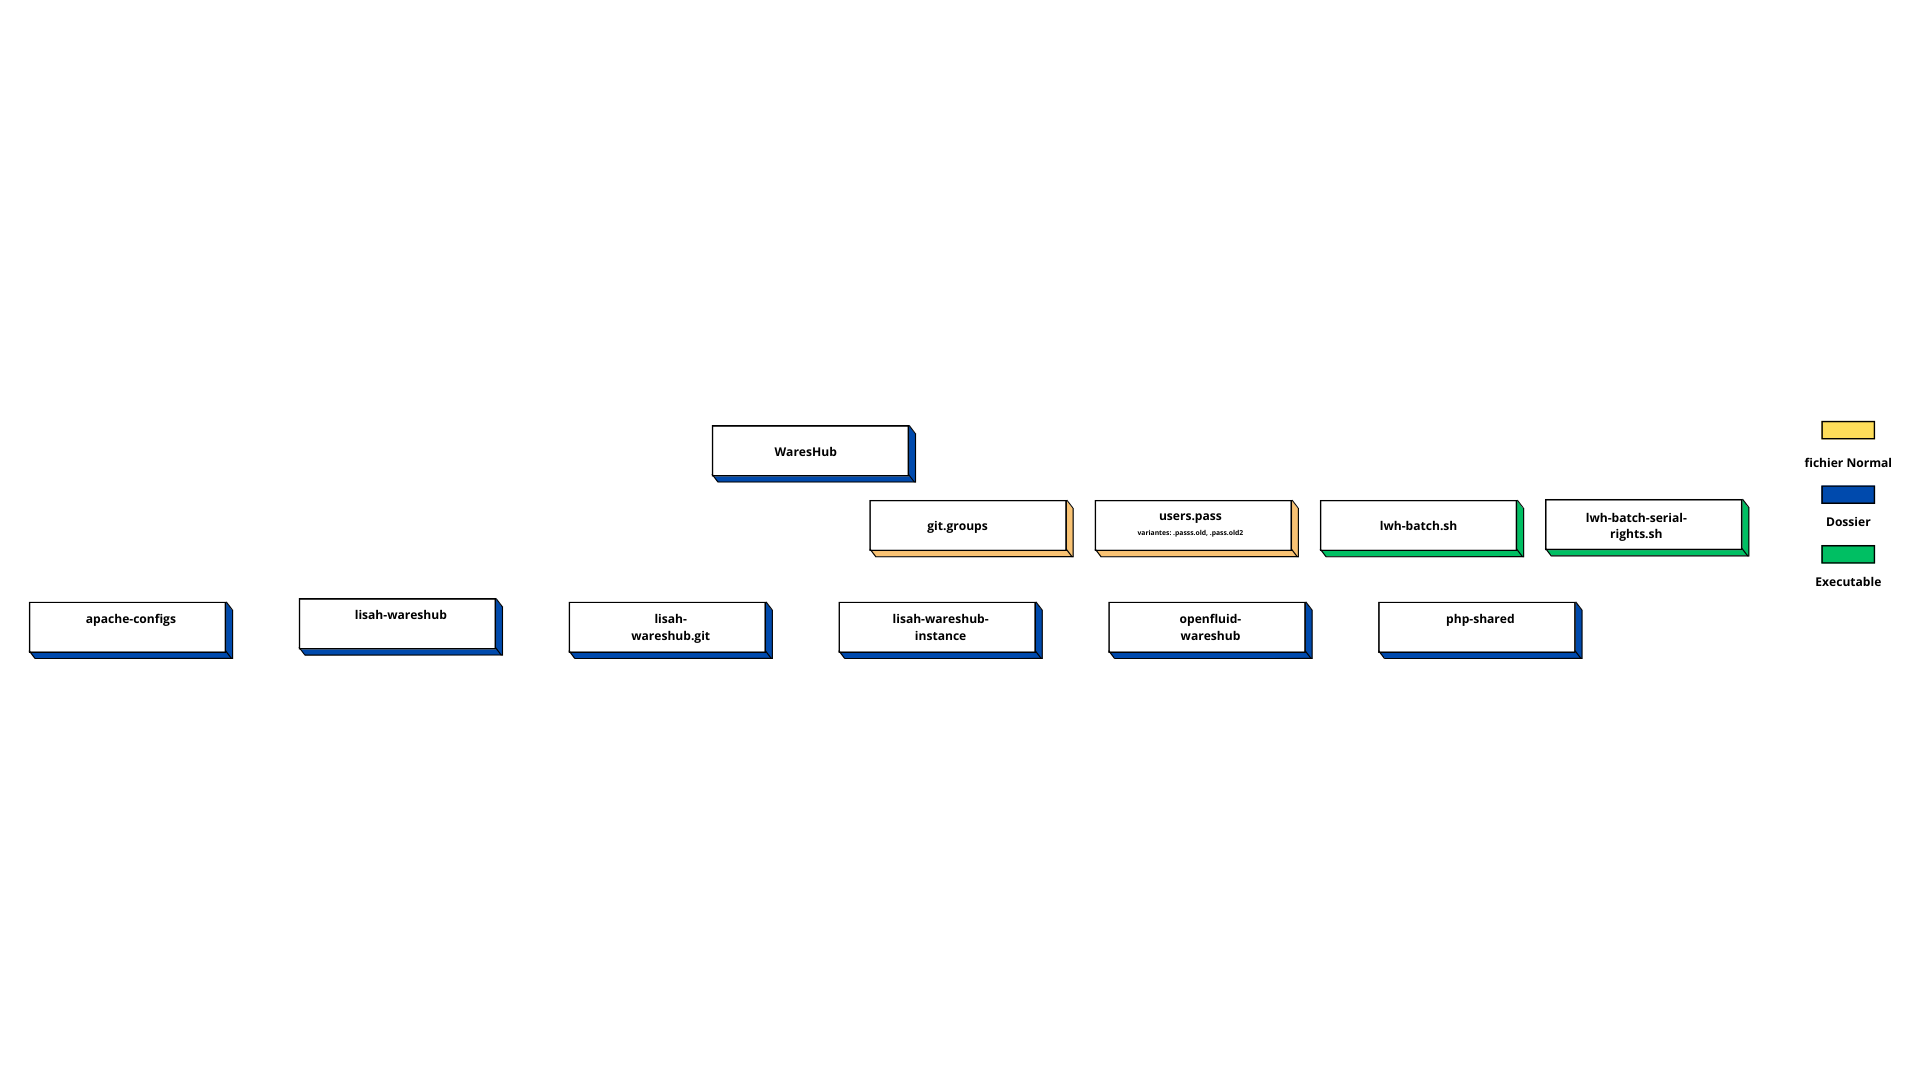 WaresHub
git.groups
users.pass
variantes: .passs.old, .pass.old2
lwh-batch.sh
lwh-batch-serial-
rights.sh
apache-configs
lisah-wareshub
lisah-
wareshub.git
lisah-wareshub-
instance
openfluid-
wareshub
php-shared
fichier Normal
Dossier
Executable